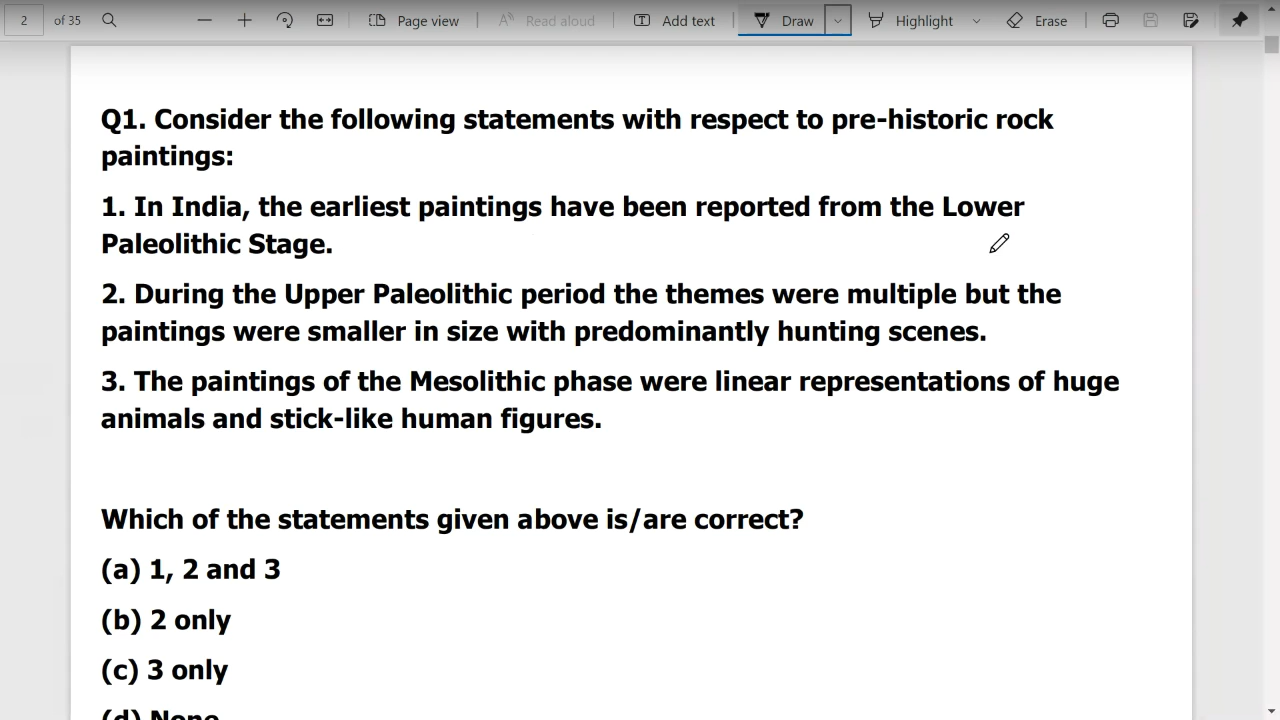 2 of 35 Page view Read aloud Add text Draw Highlight Erase
Q1. Consider the following statements with respect to pre-historic rock
paintings:
1. In India, the earliest paintings have been reported from the Lower
Paleolithic Stage.
2. During the Upper Paleolithic period the themes were multiple but the
paintings were smaller in size with predominantly hunting scenes.
3. The paintings of the Mesolithic phase were linear representations of huge
animals and stick-like human figures.
Which of the statements given above is/are correct?
(a) 1, 2 and 3
(b) 2 only
(c) 3 only
(d) None